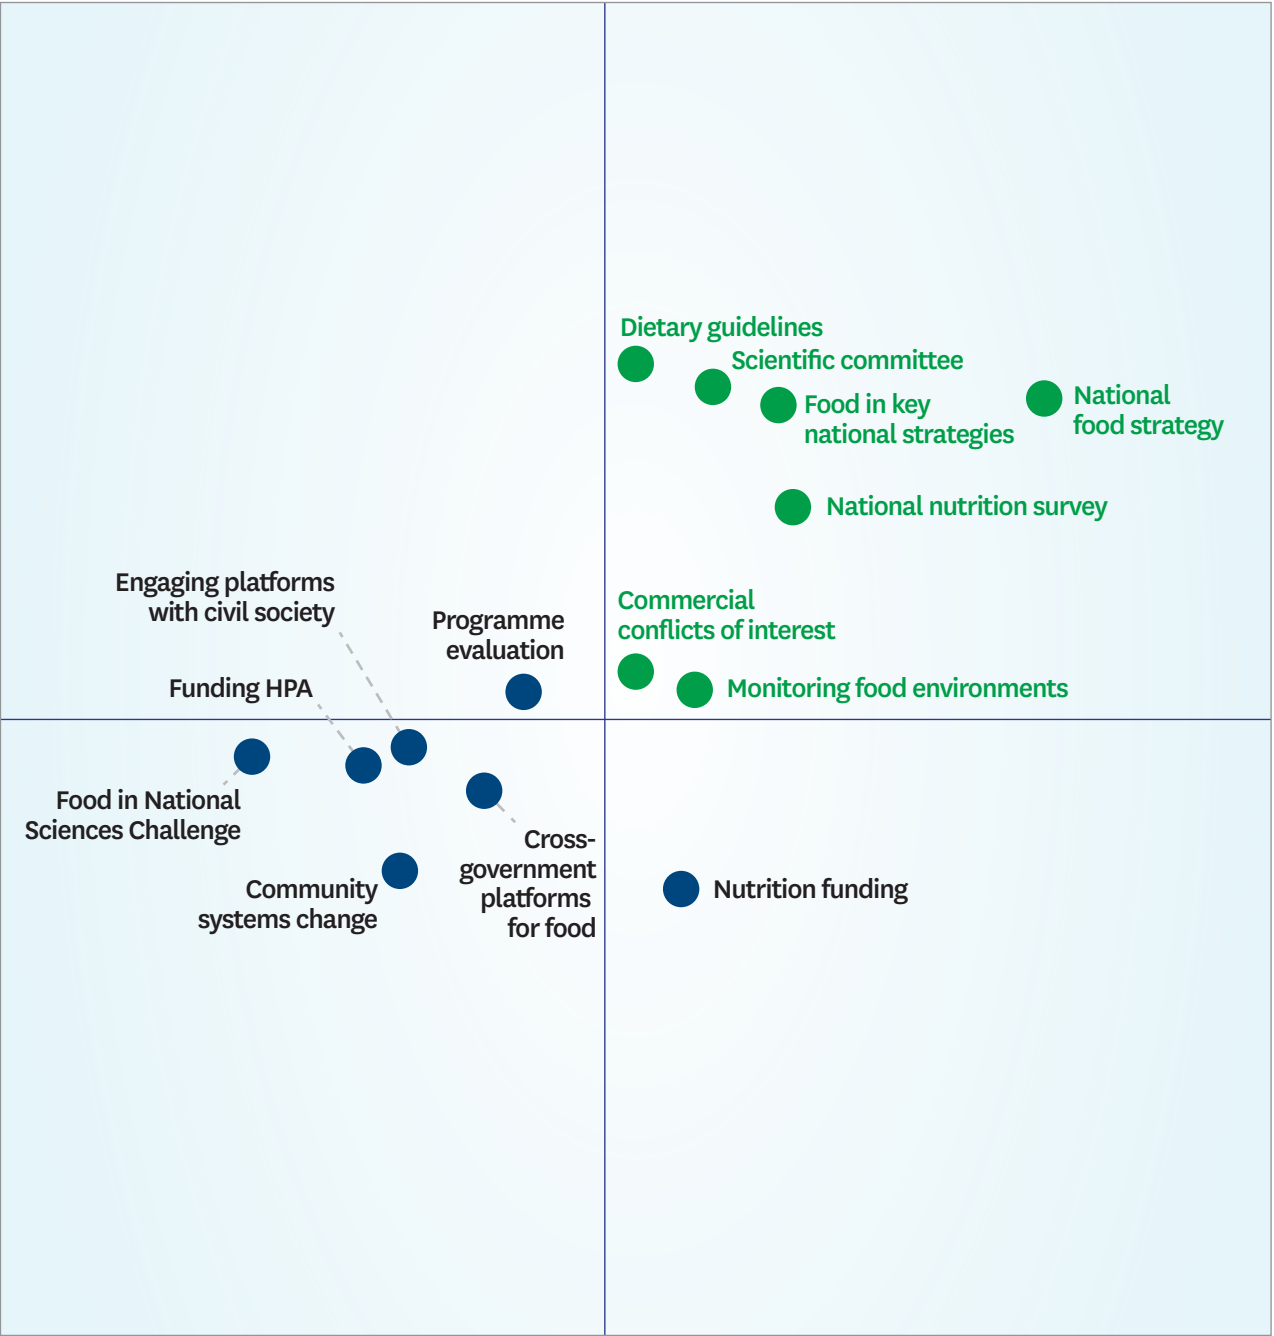 Dietary guidelines
Scientific committee
Food in key
national strategies
National
food strategy
National nutrition survey
Engaging platforms
with civil society
Programme
evaluation
Commercial
conflicts of interest
Funding HPA
Monitoring food environments
Food in National
Sciences Challenge
Cross-
government
platforms
for food
Community
systems change
Nutrition funding